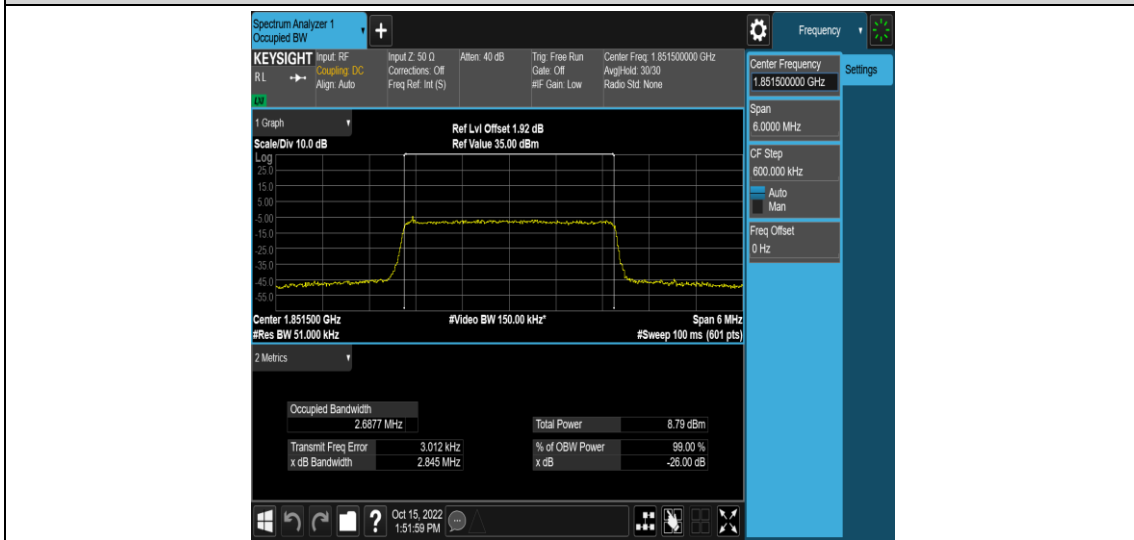 Spectrum Analyzer 1
Occupied BW
+
Frequency
KEYSIGHT
RL
Input: RF
Coupling: DC
Align: Auto
Input Z: 50 Ω
Corrections: Off
Freq Ref: Int (S)
Atten: 40 dB
Trig: Free Run
Gate: Off
#IF Gain: Low
Center Freq: 1.851500000 GHz
Avg|Hold: 30/30
Radio Std: None
Center Frequency
1.851500000 GHz
Settings
Span
6.0000 MHz
CF Step
600.000 kHz
Auto
Man
Freq Offset
0 Hz
1 Graph
Scale/Div 10.0 dB
Ref Lvl Offset 1.92 dB
Ref Value 35.00 dBm
Log
25.0
15.0
5.00
-5.00
-15.0
-25.0
-35.0
-45.0
-55.0
Center 1.851500 GHz
#Video BW 150.00 kHz*
Span 6 MHz
#Res BW 51.000 kHz
#Sweep 100 ms (601 pts)
2 Metrics
Occupied Bandwidth
2.6877 MHz
Total Power 8.79 dBm
Transmit Freq Error 3.012 kHz
% of OBW Power 99.00 %
x dB Bandwidth 2.845 MHz
x dB -26.00 dB
?
Oct 15, 2022
1:51:59 PM